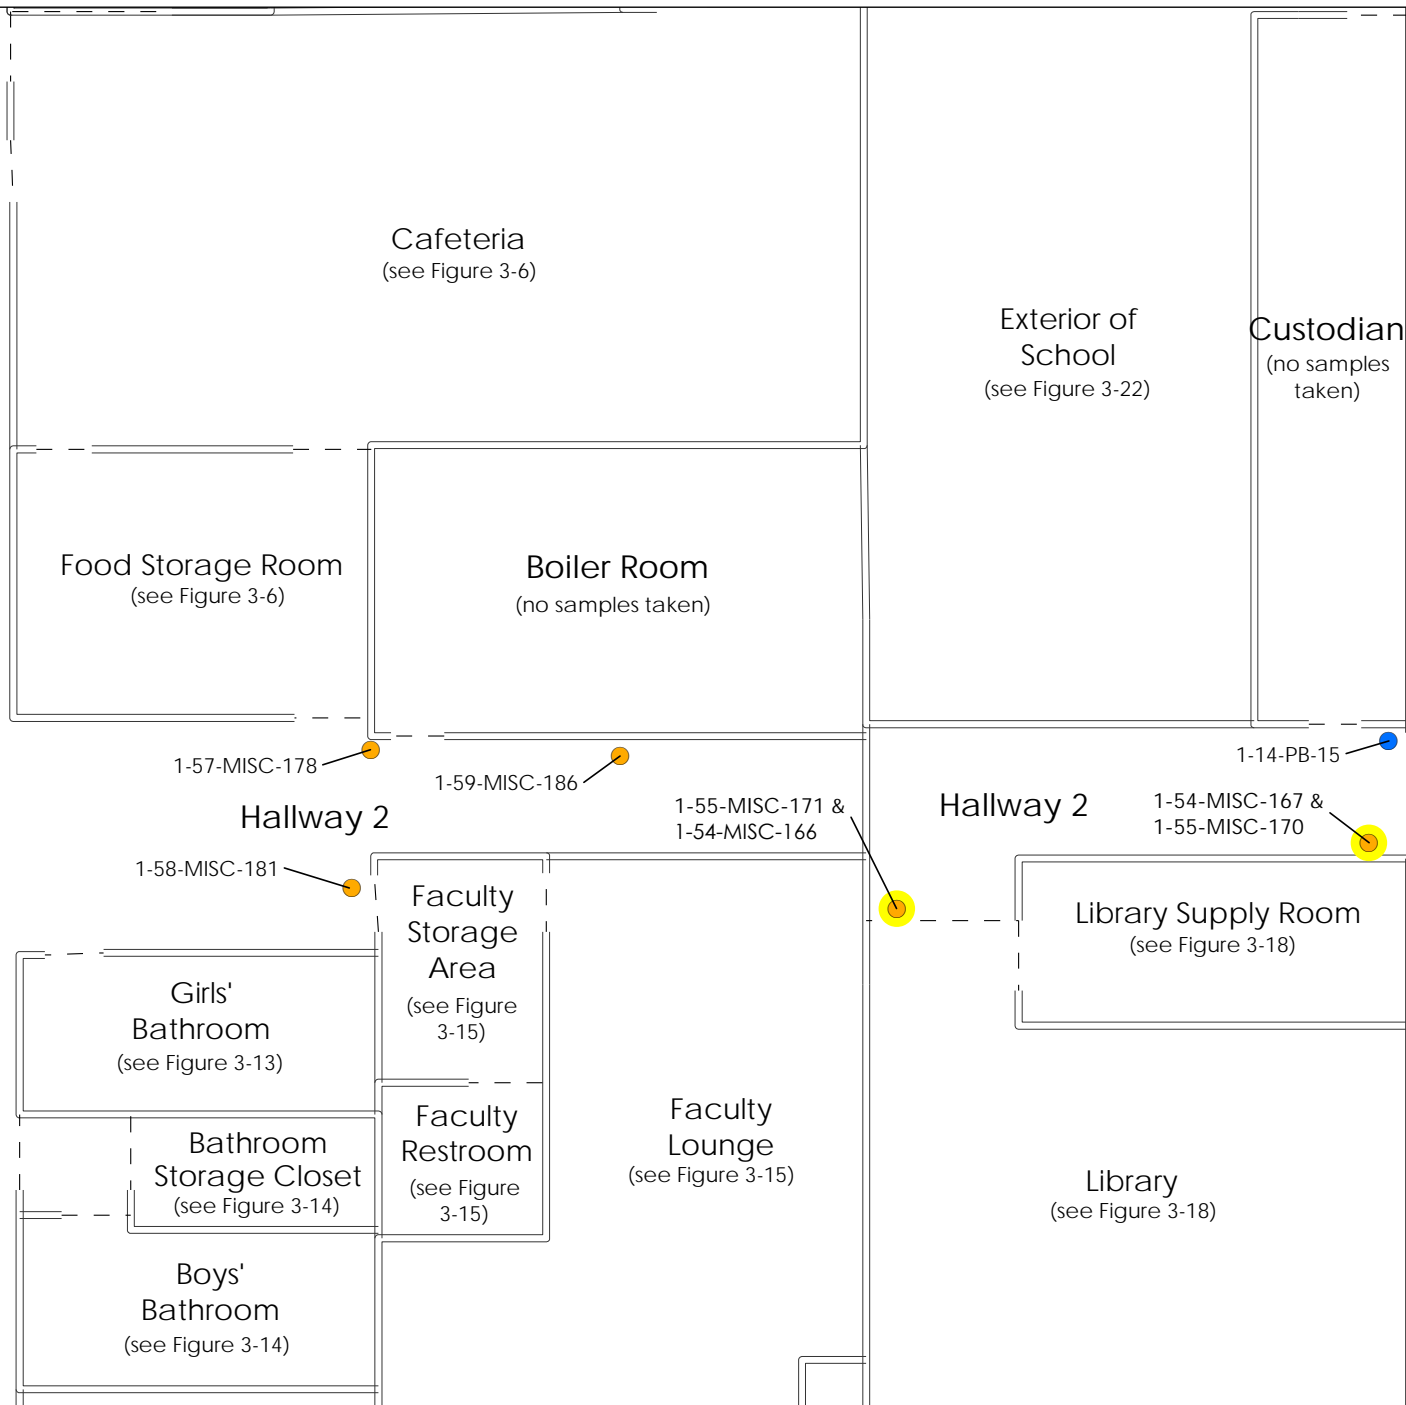 Cafeteria
(see Figure 3-6)
Exterior of
School
(see Figure 3-22)
Custodian
(no samples
taken)
Food Storage Room
(see Figure 3-6)
Boiler Room
(no samples taken)
1-57-MISC-178
1-59-MISC-186
1-14-PB-15
Hallway 2
1-55-MISC-171 &
1-54-MISC-166
Hallway 2
1-54-MISC-167 &
1-55-MISC-170
1-58-MISC-181
Faculty
Storage
Area
(see Figure
3-15)
Library Supply Room
(see Figure 3-18)
Girls'
Bathroom
(see Figure 3-13)
Faculty
Restroom
(see Figure
3-15)
Faculty
Lounge
(see Figure 3-15)
Bathroom
Storage Closet
(see Figure 3-14)
Library
(see Figure 3-18)
Boys'
Bathroom
(see Figure 3-14)